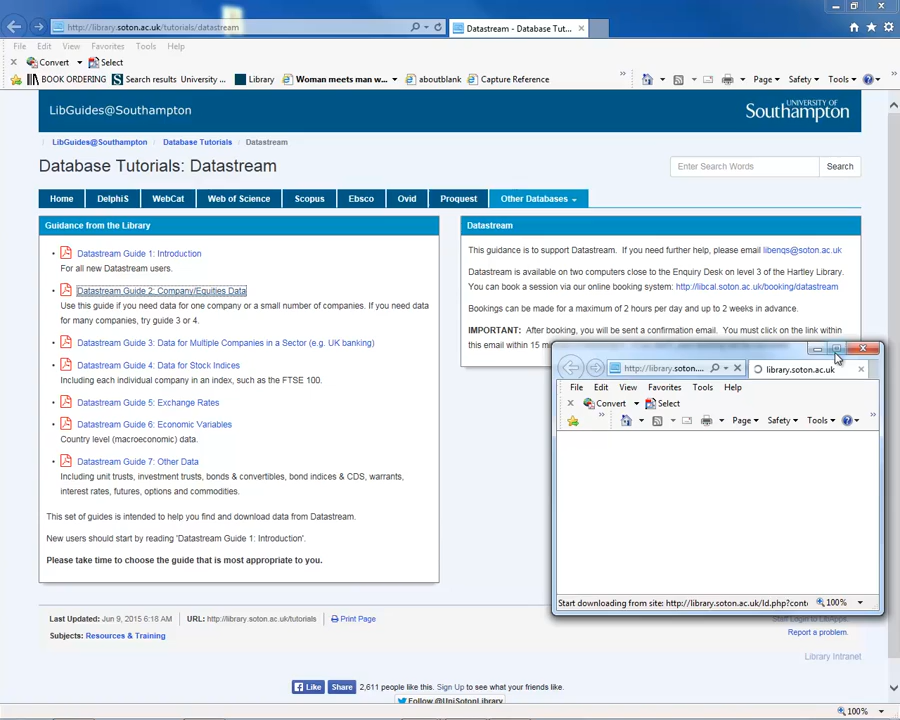 http://library.soton.ac.uk/tutorials/datastream
Datastream - Database Tut...
File Edit View Favorites Tools Help
Convert Select
BOOK ORDERING Search results University ... Library Woman meets man w... aboutblank Capture Reference
Page Safety Tools
LibGuides@Southampton
UNIVERSITY OF
Southampton
LibGuides@Southampton Database Tutorials Datastream
Database Tutorials: Datastream
Enter Search Words Search
Home DelphiS WebCat Web of Science Scopus Ebsco Ovid Proquest Other Databases
Guidance from the Library
Datastream Guide 1: Introduction
For all new Datastream users.
Datastream Guide 2: Company/Equities Data
Use this guide if you need data for one company or a small number of companies. If you need data
for many companies, try guide 3 or 4.
Datastream Guide 3: Data for Multiple Companies in a Sector (e.g. UK banking)
Datastream Guide 4: Data for Stock Indices
Including each individual company in an index, such as the FTSE 100.
Datastream Guide 5: Exchange Rates
Datastream Guide 6: Economic Variables
Country level (macroeconomic) data.
Datastream Guide 7: Other Data
Including unit trusts, investment trusts, bonds & convertibles, bond indices & CDS, warrants,
interest rates, futures, options and commodities.
This set of guides is intended to help you find and download data from Datastream.
New users should start by reading 'Datastream Guide 1: Introduction'.
Please take time to choose the guide that is most appropriate to you.
Datastream
This guidance is to support Datastream. If you need further help, please email libenqs@soton.ac.uk
Datastream is available on two computers close to the Enquiry Desk on level 3 of the Hartley Library.
You can book a session via our online booking system: http://libcal.soton.ac.uk/booking/datastream
Bookings can be made for a maximum of 2 hours per day and up to 2 weeks in advance.
IMPORTANT: After booking, you will be sent a confirmation email. You must click on the link within
this email within 15
http://library.soton.... library.soton.ac.uk
File Edit View Favorites Tools Help
Convert Select
Page Safety Tools
Start downloading from site: http://library.soton.ac.uk/ld.php?conte 100%
Last Updated: Jun 9, 2015 6:18 AM URL: http://library.soton.ac.uk/tutorials Print Page
Staff Login to LibApps
Subjects: Resources & Training
Report a problem.
Library Intranet
Like Share 2,611 people like this. Sign Up to see what your friends like.
Follow @UniSotonLibrary
100%